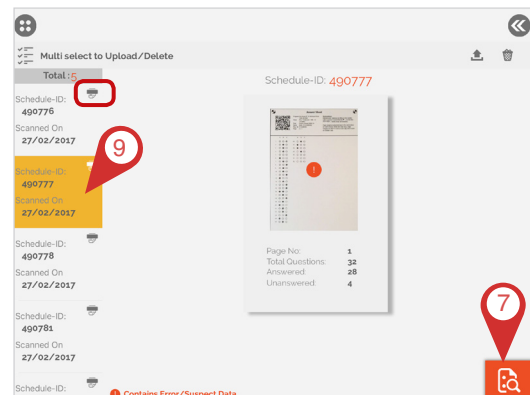 Multi select to Upload/Delete
Total : 5
Schedule-ID: 490777
Schedule-ID:
490776
Scanned On
27/02/2017
9
Schedule-ID:
490777
Scanned On
27/02/2017
Schedule-ID:
490778
Scanned On
27/02/2017
Schedule-ID:
490781
Scanned On
27/02/2017
Schedule-ID:
Page No: 1
Total Questions: 32
Answered: 28
Unanswered: 4
7
Contains Error/Suspect Data